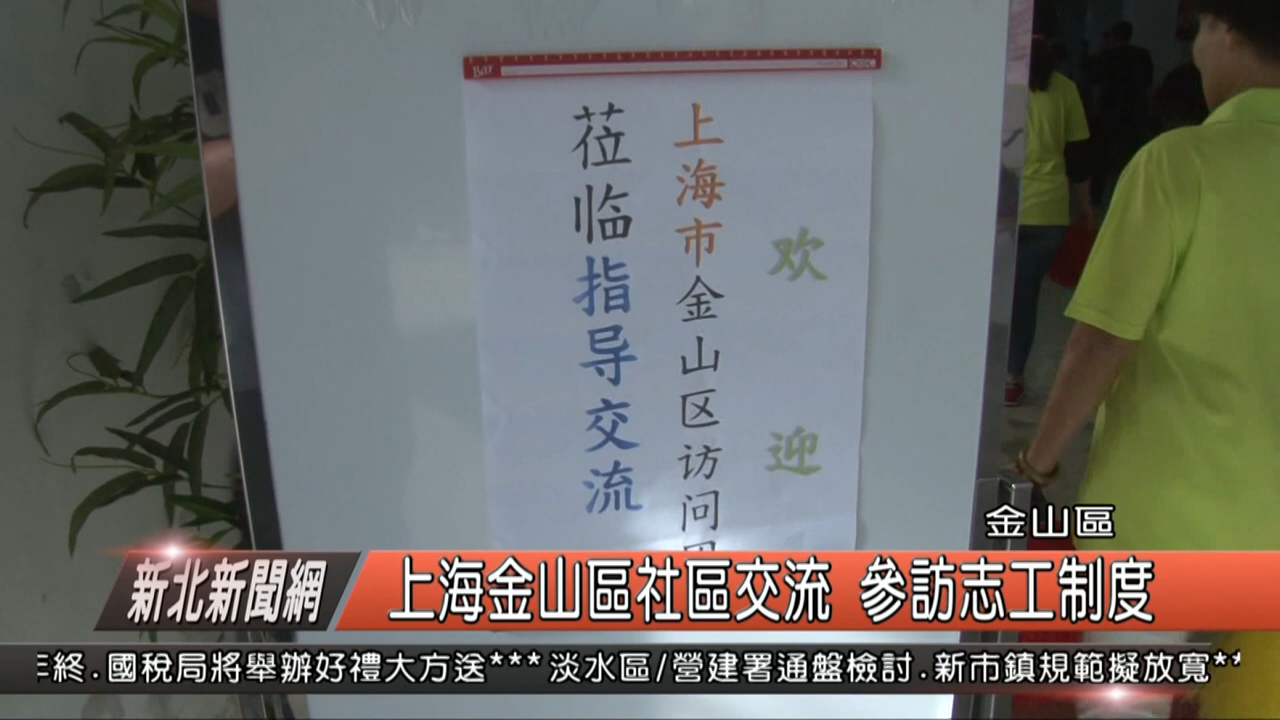 Bar
欢迎
上海市金山区访问
莅临指导交流
金山區
新北新聞網
上海金山區社區交流 參訪志工制度
終.國稅局將舉辦好禮大方送***淡水區/營建署通盤檢討.新市鎮規範擬放寬**